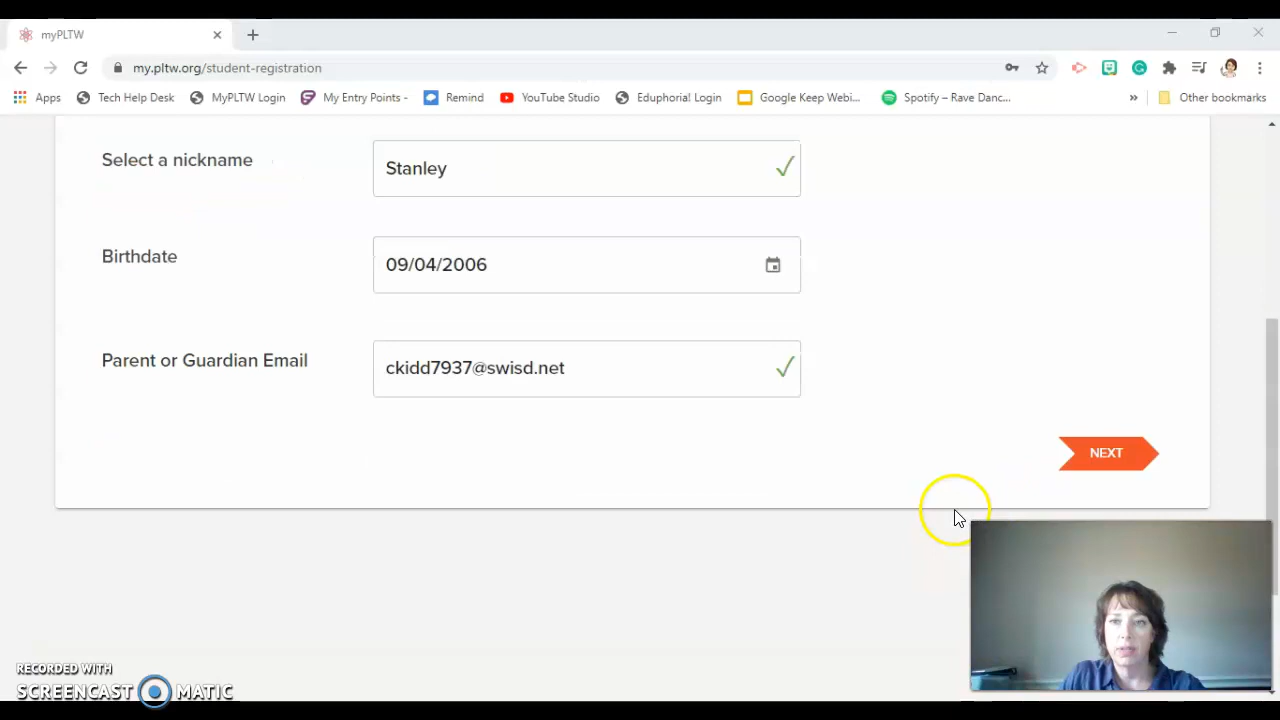 myPLTW
my.pltw.org/student-registration
Apps Tech Help Desk MyPLTW Login My Entry Points - Remind YouTube Studio Eduphoria! Login Google Keep Webi... Spotify – Rave Danc... » Other bookmarks
Select a nickname
Stanley
Birthdate
09/04/2006
Parent or Guardian Email
ckidd7937@swisd.net
NEXT
RECORDED WITH
SCREENCAST MATIC